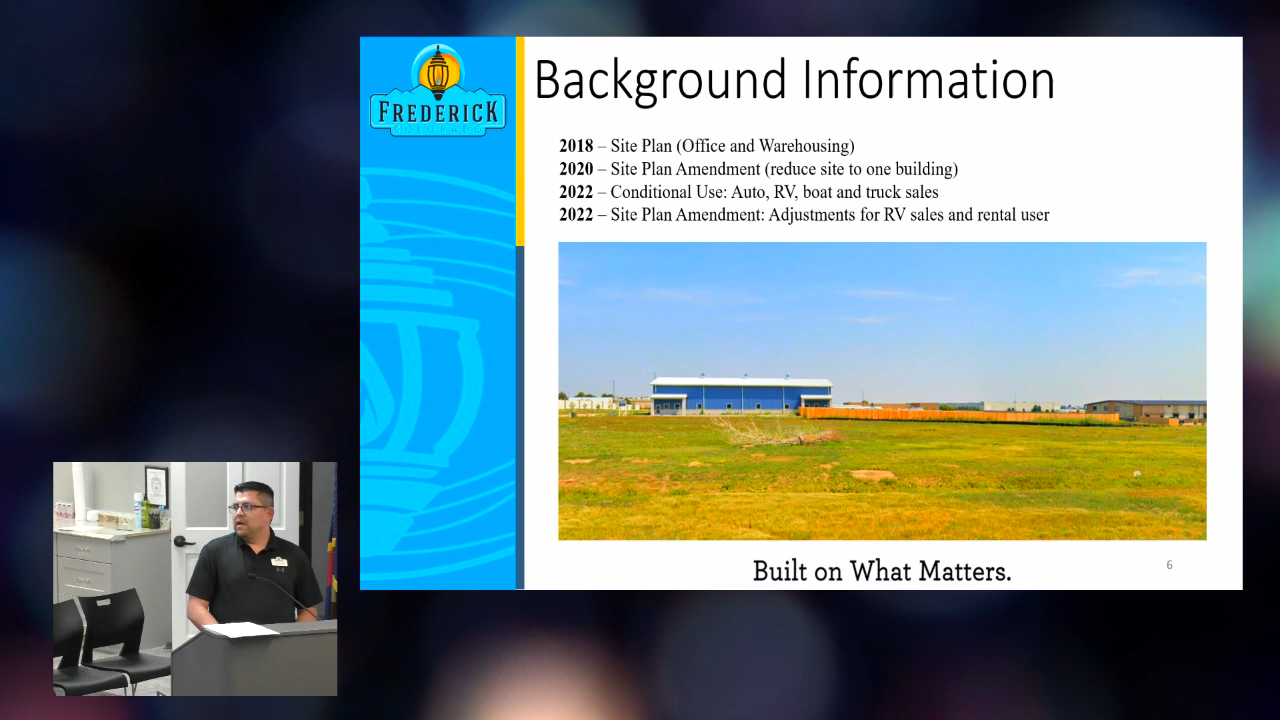 FREDERICK
COLORADO
Background Information
2018 – Site Plan (Office and Warehousing)
2020 – Site Plan Amendment (reduce site to one building)
2022 – Conditional Use: Auto, RV, boat and truck sales
2022 – Site Plan Amendment: Adjustments for RV sales and rental user
Built on What Matters.
6